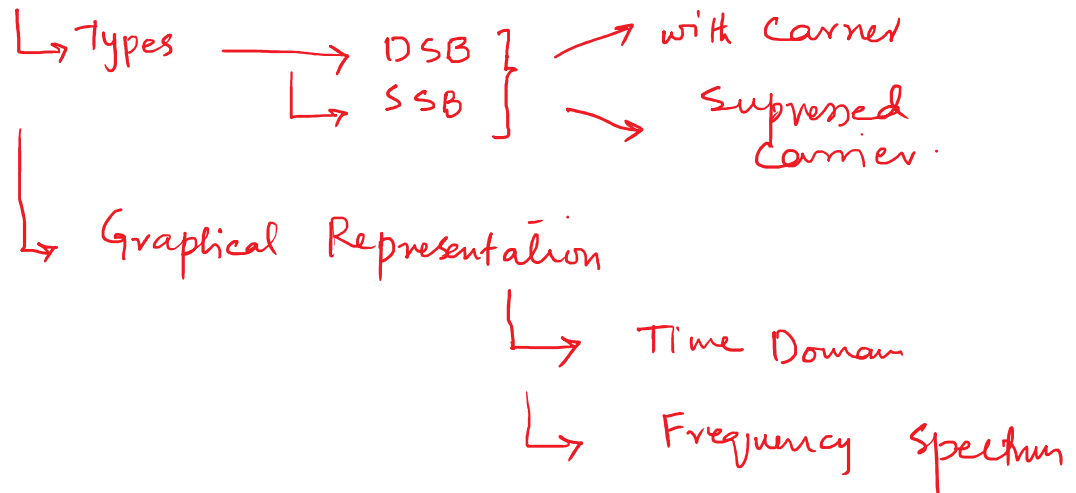 Types → DSB } → with Carrier
SSB → Supressed
Carrier.
Graphical Representation
Time Domain
Frequency Spectrum